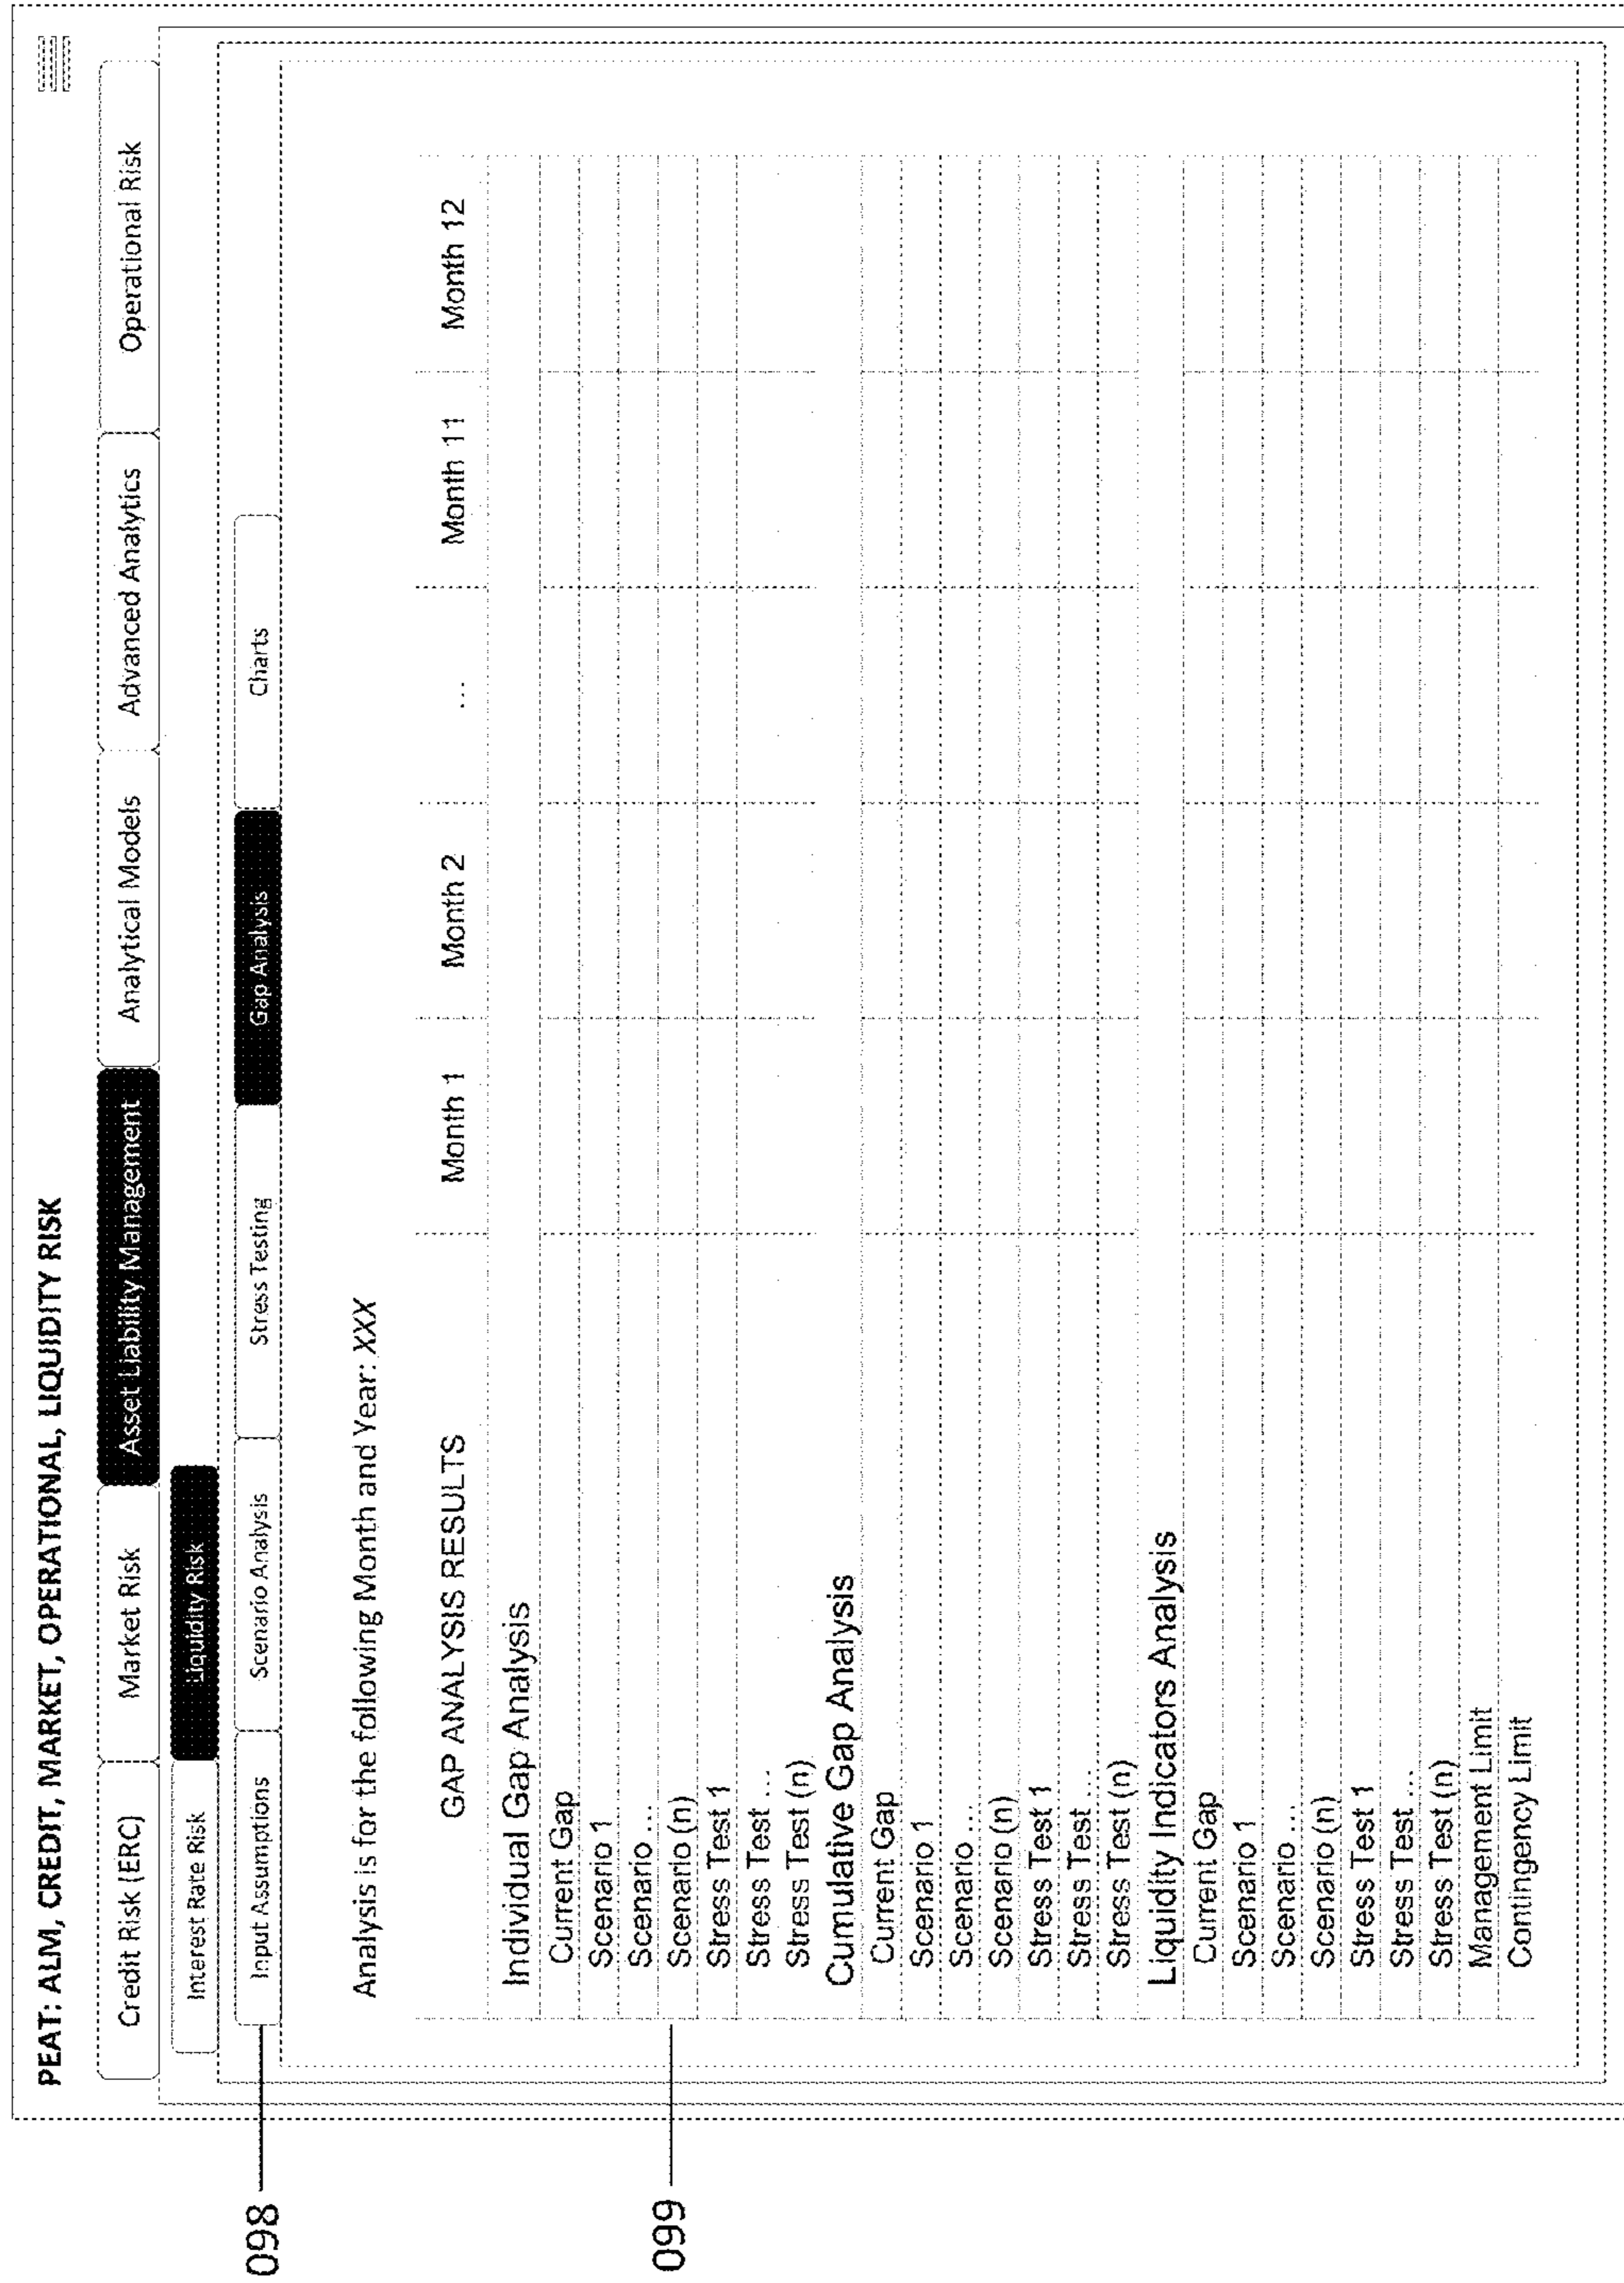 PEAT: ALM, CREDIT, MARKET, OPERATIONAL, LIQUIDITY RISK
Credit Risk (ERC) Market Risk Asset Liability Management Analytical Models Advanced Analytics Operational Risk
Interest Rate Risk Liquidity Risk
098 Input Assumptions Scenario Analysis Stress Testing Gap Analysis Charts
Analysis is for the following Month and Year: XXX
GAP ANALYSIS RESULTS Month 1 Month 2 ... Month 11 Month 12
Individual Gap Analysis
Current Gap
Scenario 1
Scenario ...
099 Scenario (n)
Stress Test 1
Stress Test ...
Stress Test (n)
Cumulative Gap Analysis
Current Gap
Scenario 1
Scenario ...
Scenario (n)
Stress Test 1
Stress Test ...
Stress Test (n)
Liquidity Indicators Analysis
Current Gap
Scenario 1
Scenario ...
Scenario (n)
Stress Test 1
Stress Test ...
Stress Test (n)
Management Limit
Contingency Limit